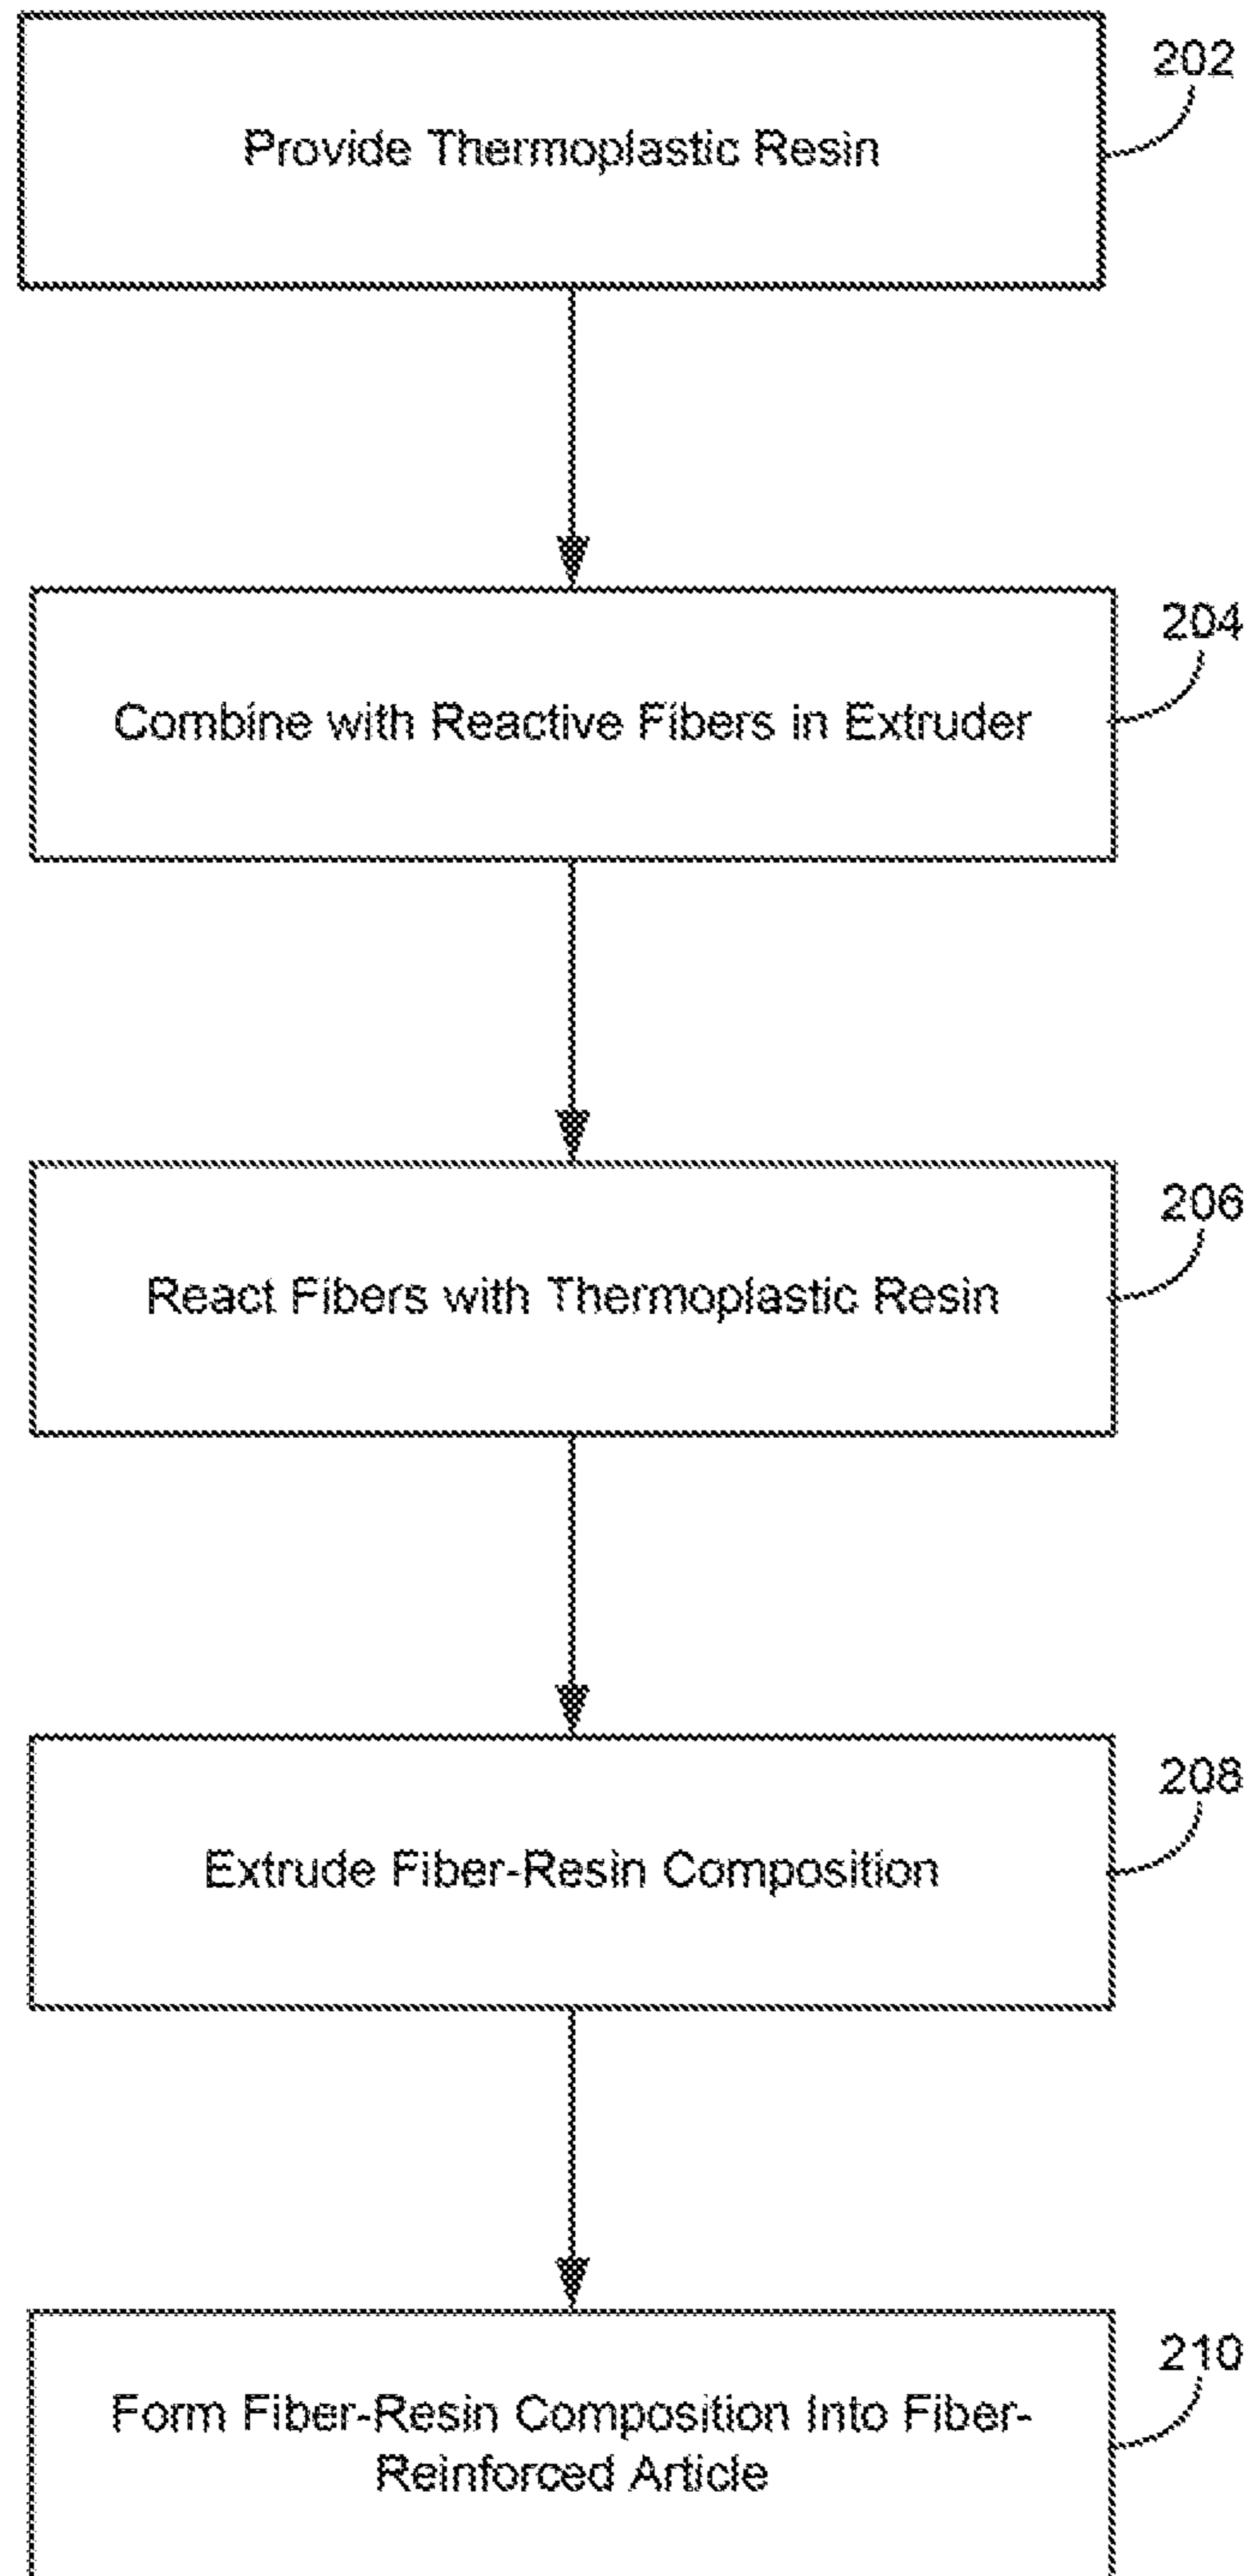 202
Provide Thermoplastic Resin
204
Combine with Reactive Fibers in Extruder
206
React Fibers with Thermoplastic Resin
208
Extrude Fiber-Resin Composition
210
Form Fiber-Resin Composition Into Fiber-
Reinforced Article